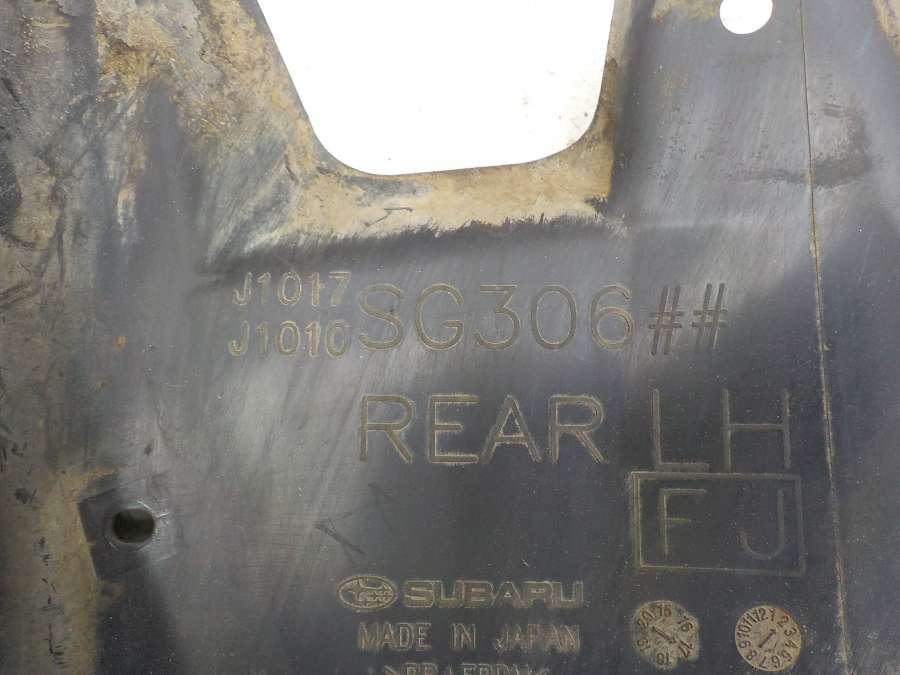 J1017
J1010 SG306##
REAR LH
F J
SUBARU
MADE IN JAPAN